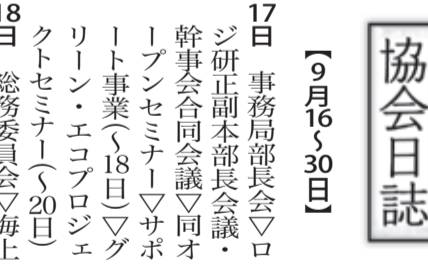 協会日誌
【9月16〜30日】
17日　事務局部長会▽ロ
ジ研正副本部長会議・
幹事会合同会議▽同オ
ープンセミナー▽サポ
ート事業(〜18日)▽グ
リーン・エコプロジェ
クトセミナー(〜20日)
18日　総務委員会▽海上